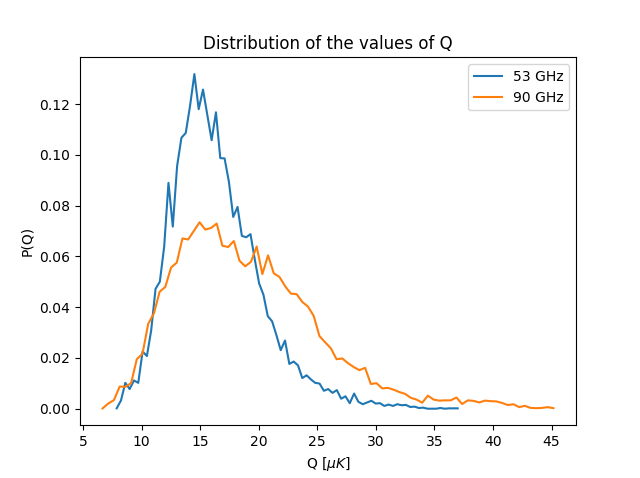 Distribution of the values of Q
53 GHz
90 GHz
P(Q)
0.12
0.10
0.08
0.06
0.04
0.02
0.00
5 10 15 20 25 30 35 40 45
Q [μK]